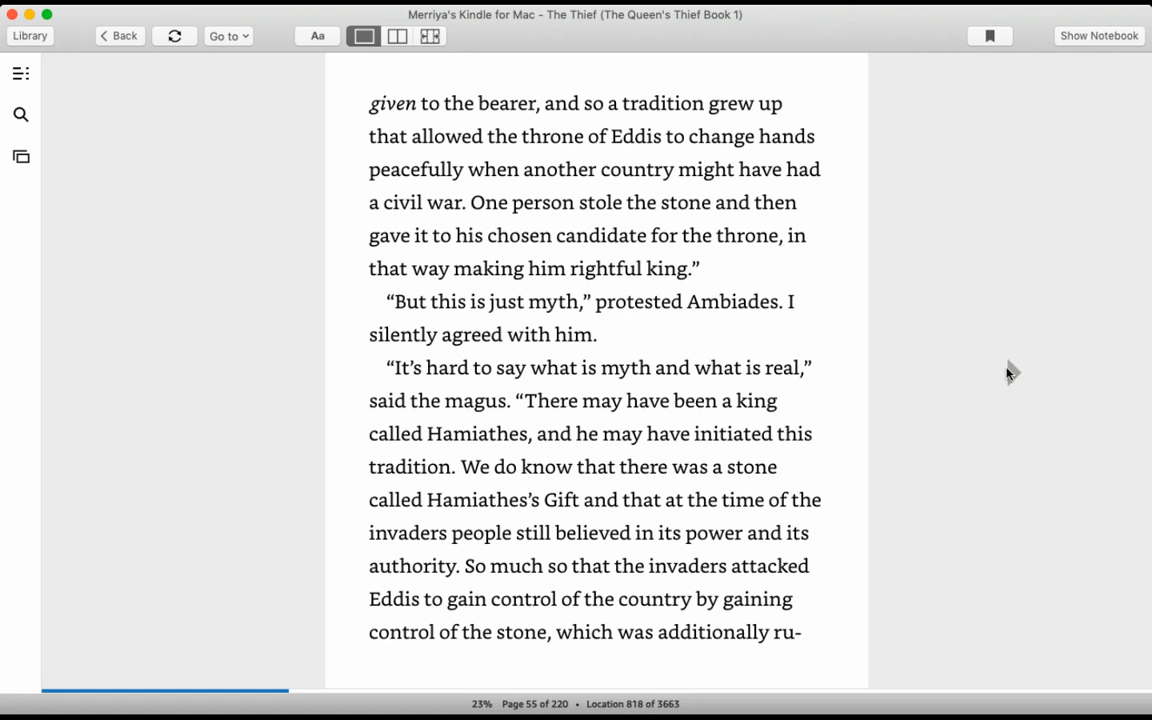 Merriya's Kindle for Mac - The Thief (The Queen's Thief Book 1)
Library Back Go to Aa Show Notebook
given to the bearer, and so a tradition grew up
that allowed the throne of Eddis to change hands
peacefully when another country might have had
a civil war. One person stole the stone and then
gave it to his chosen candidate for the throne, in
that way making him rightful king.”
“But this is just myth,” protested Ambiades. I
silently agreed with him.
“It’s hard to say what is myth and what is real,”
said the magus. “There may have been a king
called Hamiathes, and he may have initiated this
tradition. We do know that there was a stone
called Hamiathes’s Gift and that at the time of the
invaders people still believed in its power and its
authority. So much so that the invaders attacked
Eddis to gain control of the country by gaining
control of the stone, which was additionally ru-
23% Page 55 of 220 • Location 818 of 3663